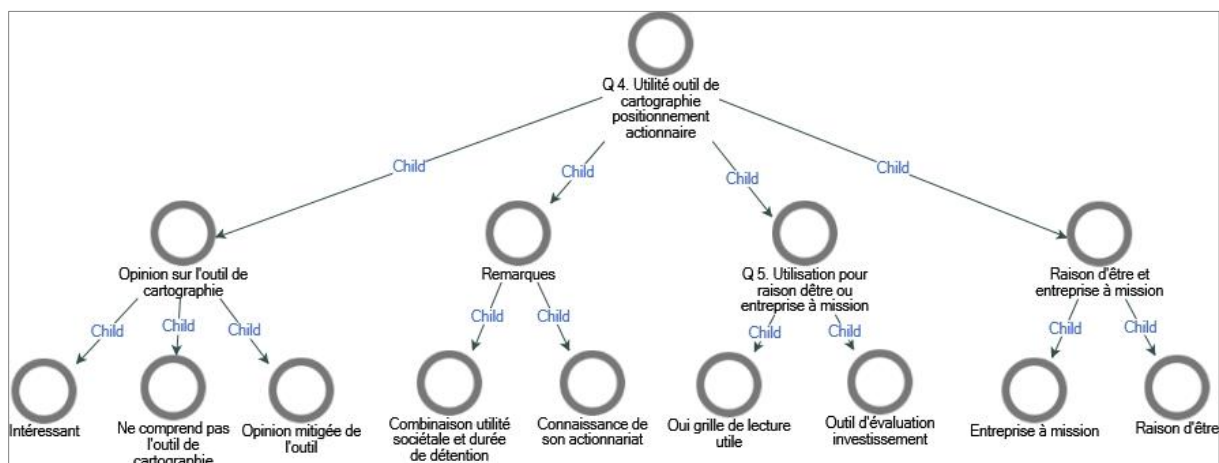 Q 4. Utilité outil de
cartographie
positionnement
actionnaire
Child
Child
Child
Child
Opinion sur l'outil de
cartographie
Remarques
Q 5. Utilisation pour
raison dêtre ou
entreprise à mission
Raison d'être et
entreprise à mission
Child
Child
Child
Child
Child
Child
Child
Child
Child
Intéressant
Ne comprend pas
l'outil de
cartographie
Opinion mitigée de
l'outil
Combinaison utilité
sociétale et durée
de détention
Connaissance de
son actionnariat
Oui grille de lecture
utile
Outil d'évaluation
investissement
Entreprise à mission
Raison d'être